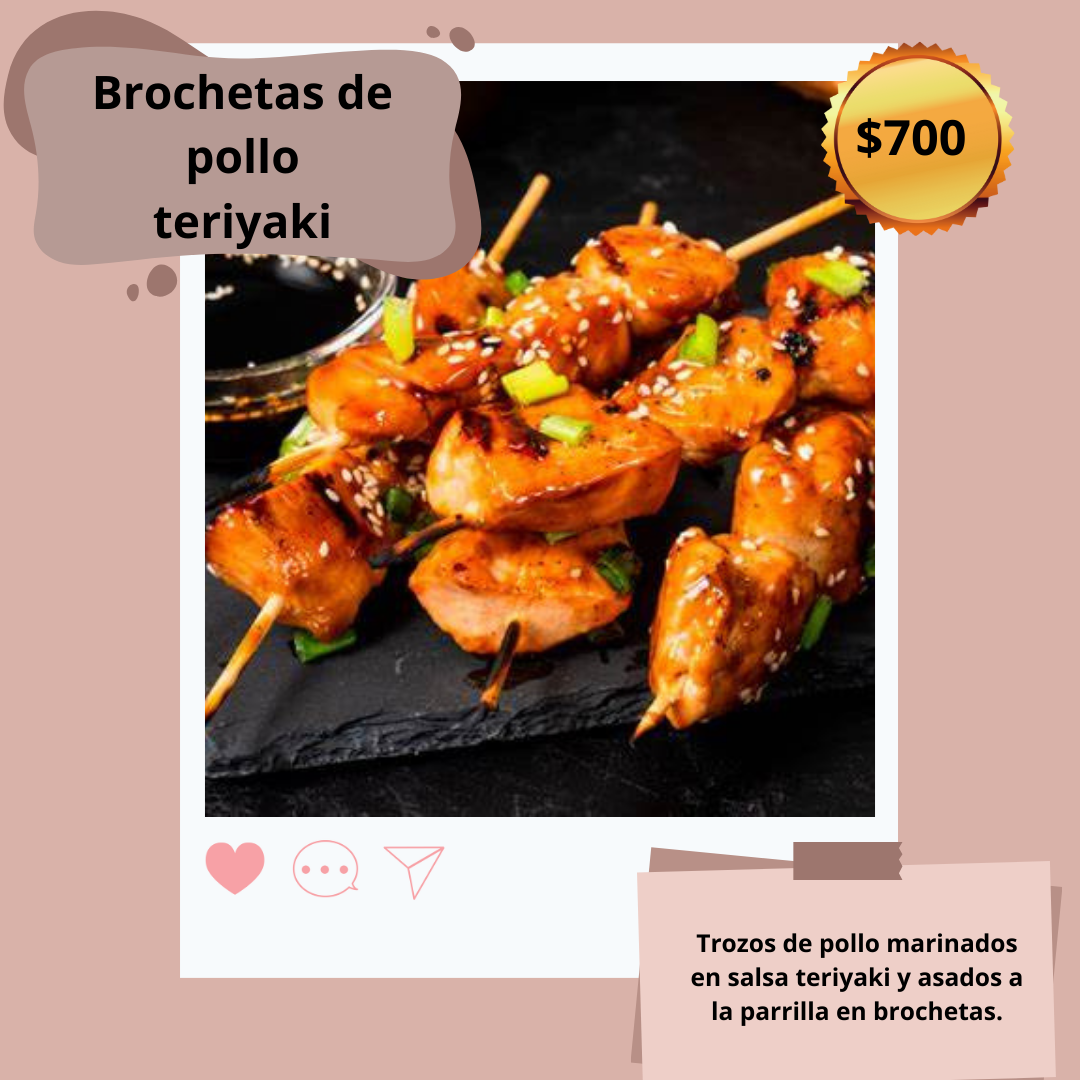 Brochetas de
pollo
teriyaki
$700
Trozos de pollo marinados
en salsa teriyaki y asados a
la parrilla en brochetas.